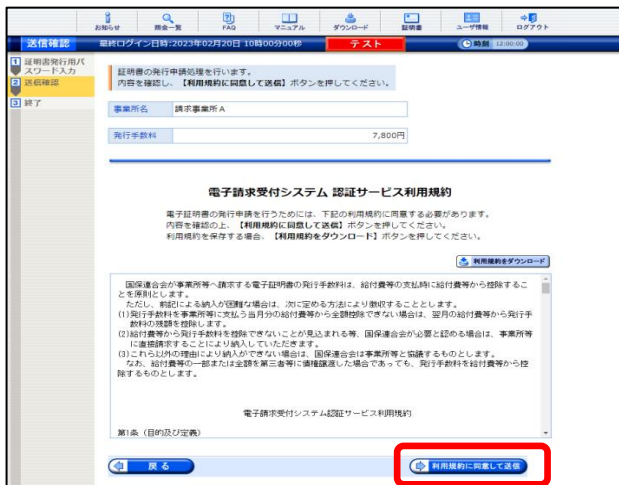 お知らせ
照会一覧
FAQ
マニュアル
ダウンロード
証明書
ユーザ情報
ログアウト
送信確認
最終ログイン日時:2023年02月20日 10時00分00秒
テスト
時刻 12:00:00
1 証明書発行用パスワード入力
2 送信確認
3 終了
証明書の発行申請処理を行います。
内容を確認し、【利用規約に同意して送信】ボタンを押してください。
事業所名 請求事業所A
発行手数料 7,800円
電子請求受付システム 認証サービス利用規約
電子証明書の発行申請を行うためには、下記の利用規約に同意する必要があります。
内容を確認の上、【利用規約に同意して送信】ボタンを押してください。
利用規約を保存する場合、【利用規約をダウンロード】ボタンを押してください。
利用規約をダウンロード
国保連合会が事業所等へ請求する電子証明書の発行手数料は、給付費等の支払時に給付費等から控除するこ
とを原則とします。
ただし、前記による納入が困難な場合は、次に定める方法により徴収することとします。
(1)発行手数料を事業所等に支払う当月分の給付費等から全額控除できない場合は、翌月の給付費等から発行手
数料の残額を控除します。
(2)給付費等から発行手数料を控除できないことが見込まれる等、国保連合会が必要と認める場合は、事業所等
に直接請求することにより納入していただきます。
(3)これら以外の理由により納入ができない場合は、国保連合会は事業所等と協議するものとします。
なお、給付費等の一部または全額を第三者等に債権譲渡した場合であっても、発行手数料を給付費等から控
除するものとします。
電子請求受付システム認証サービス利用規約
第1条 (目的及び定義)
戻る
利用規約に同意して送信